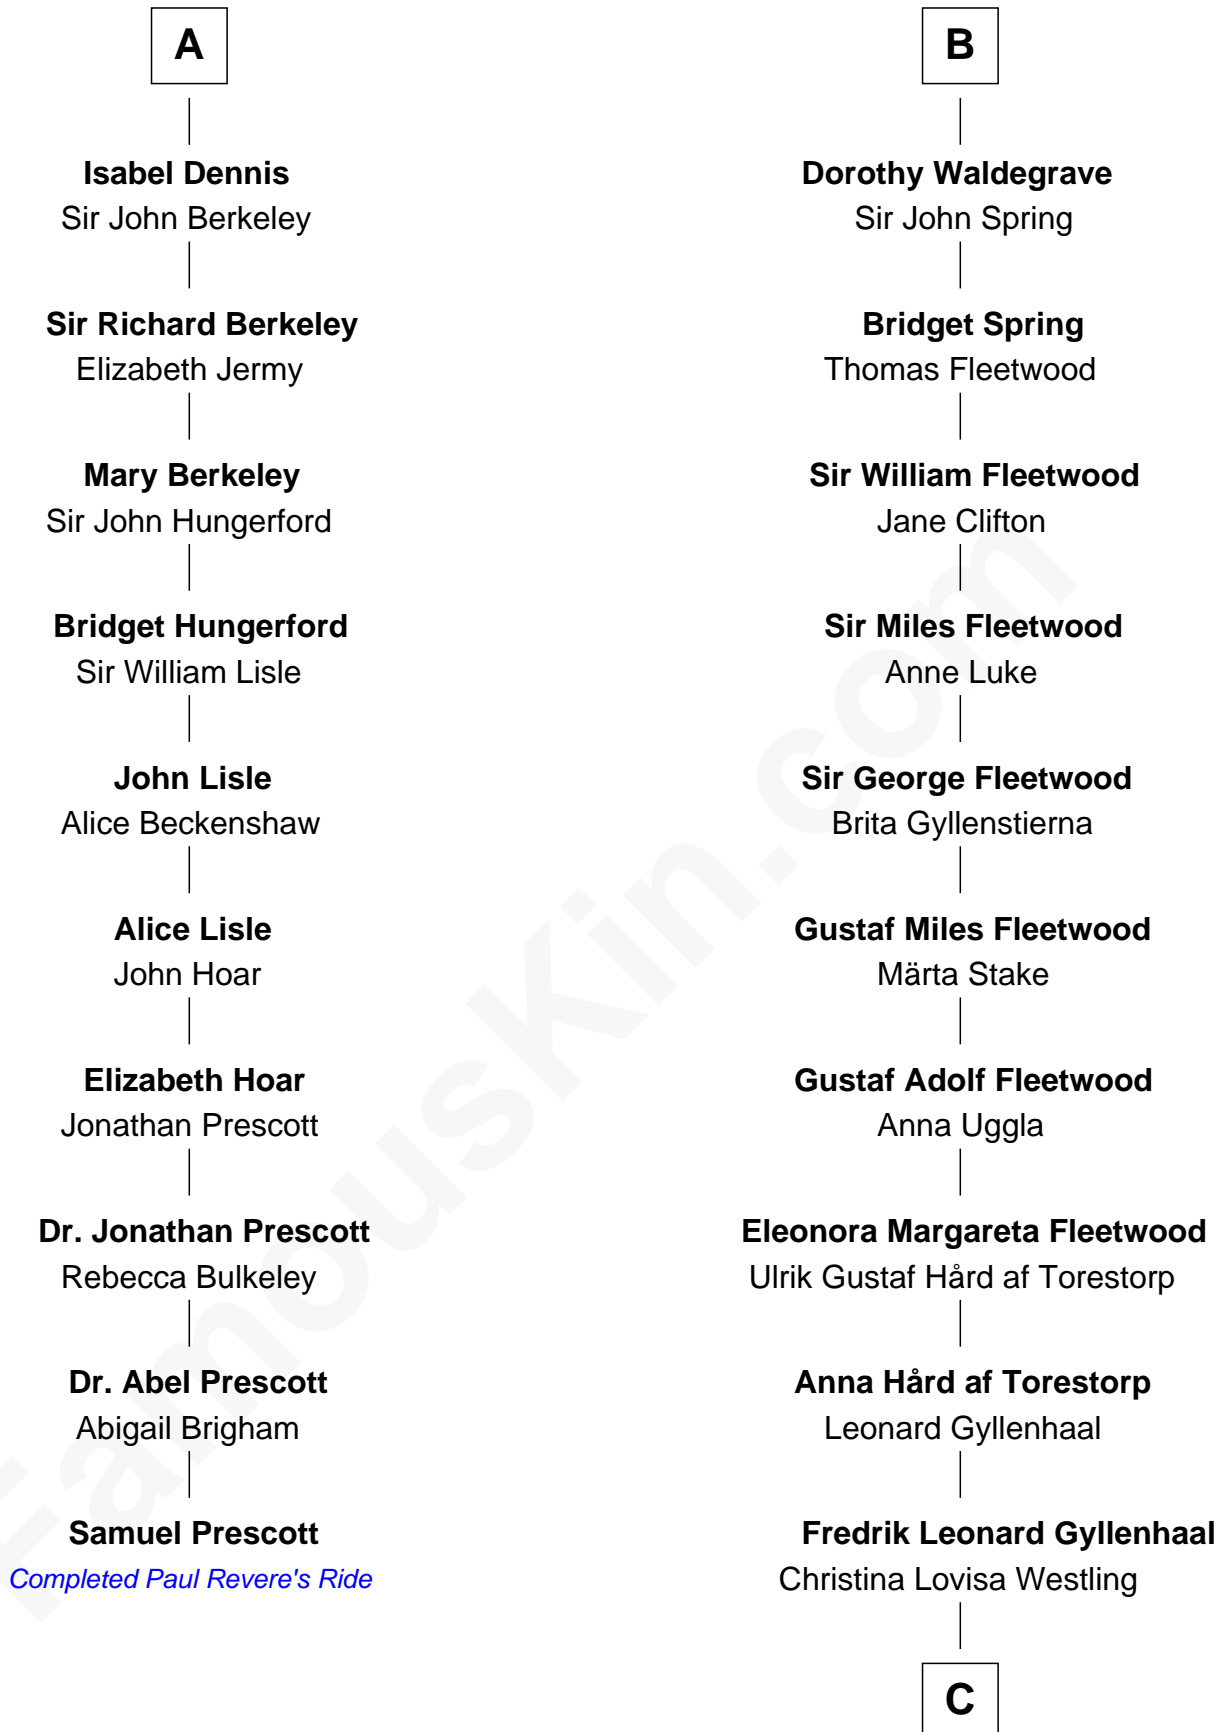 A
Isabel Dennis
Sir John Berkeley
Sir Richard Berkeley
Elizabeth Jermy
Mary Berkeley
Sir John Hungerford
Bridget Hungerford
Sir William Lisle
John Lisle
Alice Beckenshaw
Alice Lisle
John Hoar
Elizabeth Hoar
Jonathan Prescott
Dr. Jonathan Prescott
Rebecca Bulkeley
Dr. Abel Prescott
Abigail Brigham
Samuel Prescott
Completed Paul Revere's Ride
B
Dorothy Waldegrave
Sir John Spring
Bridget Spring
Thomas Fleetwood
Sir William Fleetwood
Jane Clifton
Sir Miles Fleetwood
Anne Luke
Sir George Fleetwood
Brita Gyllenstierna
Gustaf Miles Fleetwood
Märta Stake
Gustaf Adolf Fleetwood
Anna Uggla
Eleonora Margareta Fleetwood
Ulrik Gustaf Hård af Torestorp
Anna Hård af Torestorp
Leonard Gyllenhaal
Fredrik Leonard Gyllenhaal
Christina Lovisa Westling
C
FamousKin.com